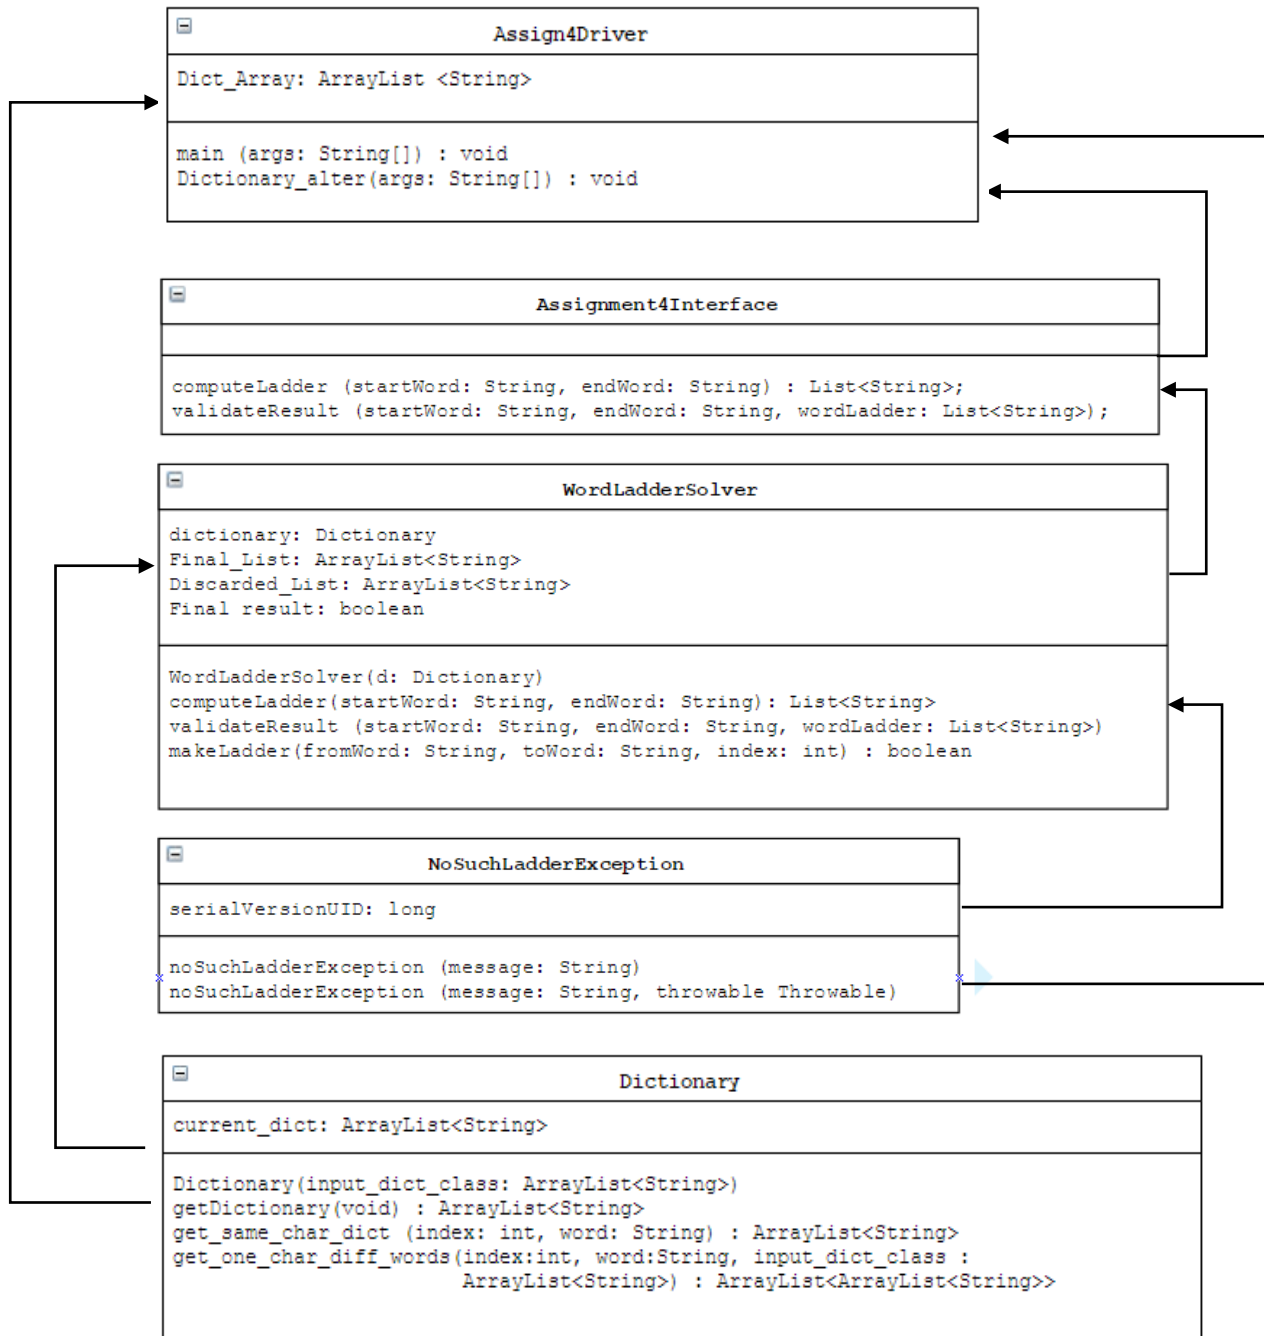 Assign4Driver
Dict_Array: ArrayList <String>
main (args: String[]) : void
Dictionary_alter(args: String[]) : void
Assignment4Interface
computeLadder (startWord: String, endWord: String) : List<String>;
validateResult (startWord: String, endWord: String, wordLadder: List<String>);
WordLadderSolver
dictionary: Dictionary
Final_List: ArrayList<String>
Discarded_List: ArrayList<String>
Final result: boolean
WordLadderSolver(d: Dictionary)
computeLadder(startWord: String, endWord: String): List<String>
validateResult (startWord: String, endWord: String, wordLadder: List<String>)
makeLadder(fromWord: String, toWord: String, index: int) : boolean
NoSuchLadderException
serialVersionUID: long
noSuchLadderException (message: String)
noSuchLadderException (message: String, throwable Throwable)
Dictionary
current_dict: ArrayList<String>
Dictionary(input_dict_class: ArrayList<String>)
getDictionary(void) : ArrayList<String>
get_same_char_dict (index: int, word: String) : ArrayList<String>
get_one_char_diff_words(index:int, word:String, input_dict_class :
ArrayList<String>) : ArrayList<ArrayList<String>>